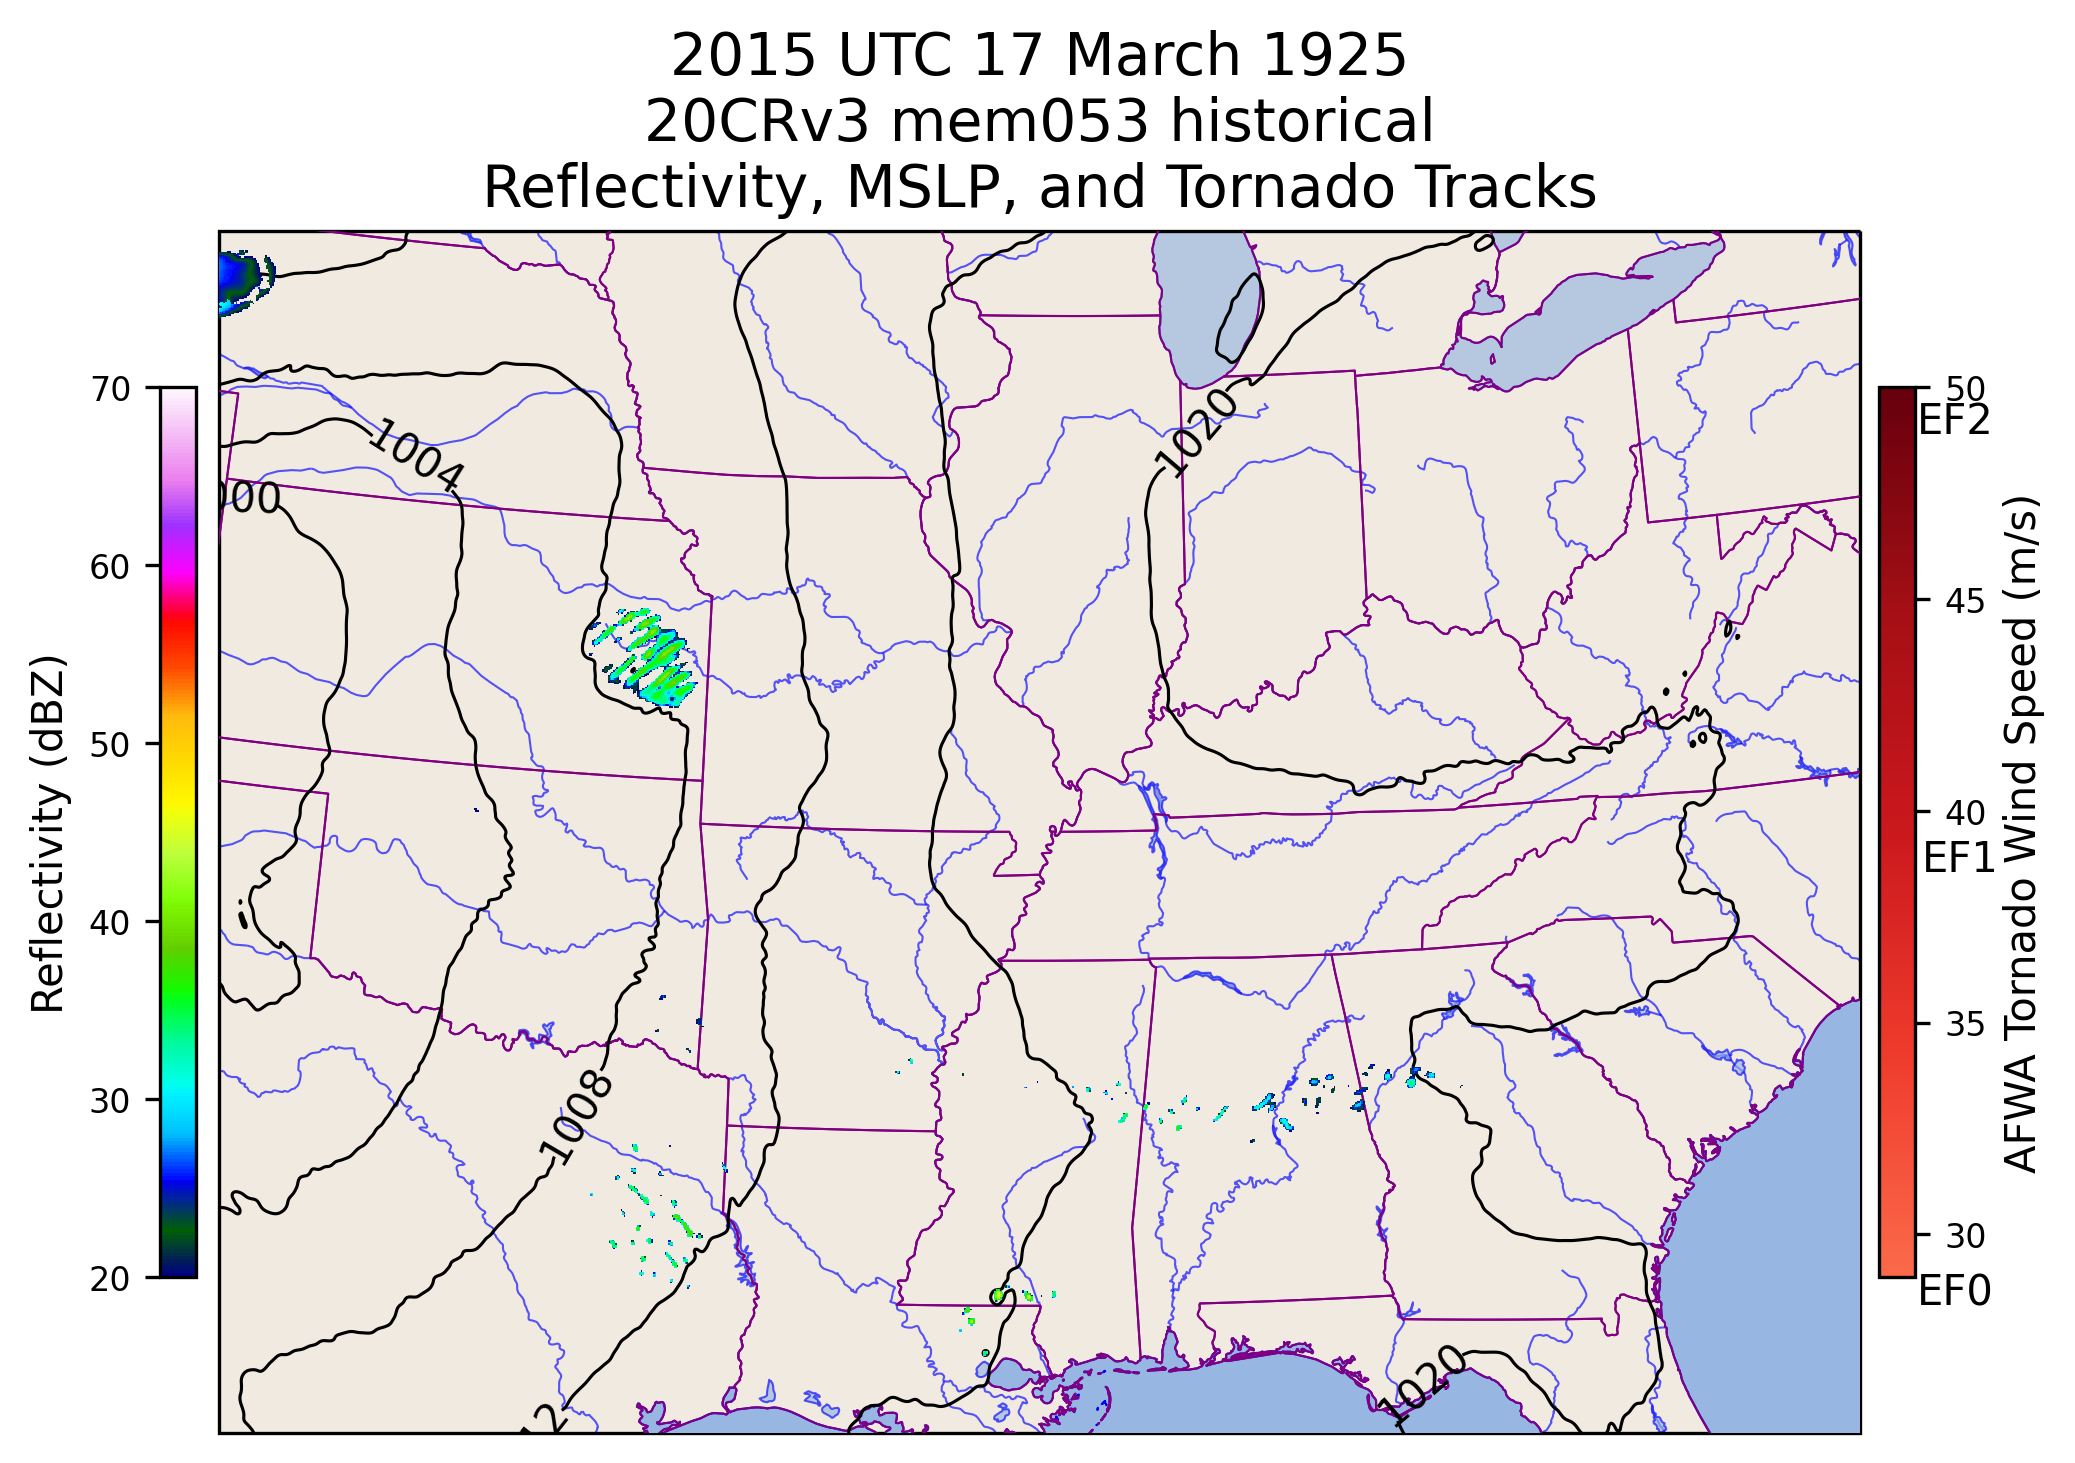 2015 UTC 17 March 1925
20CRv3 mem053 historical
Reflectivity, MSLP, and Tornado Tracks
Reflectivity (dBZ)
70
60
50
40
30
20
1004
00
1020
1008
12
1020
50
EF2
45
40
EF1
35
30
EF0
AFWA Tornado Wind Speed (m/s)